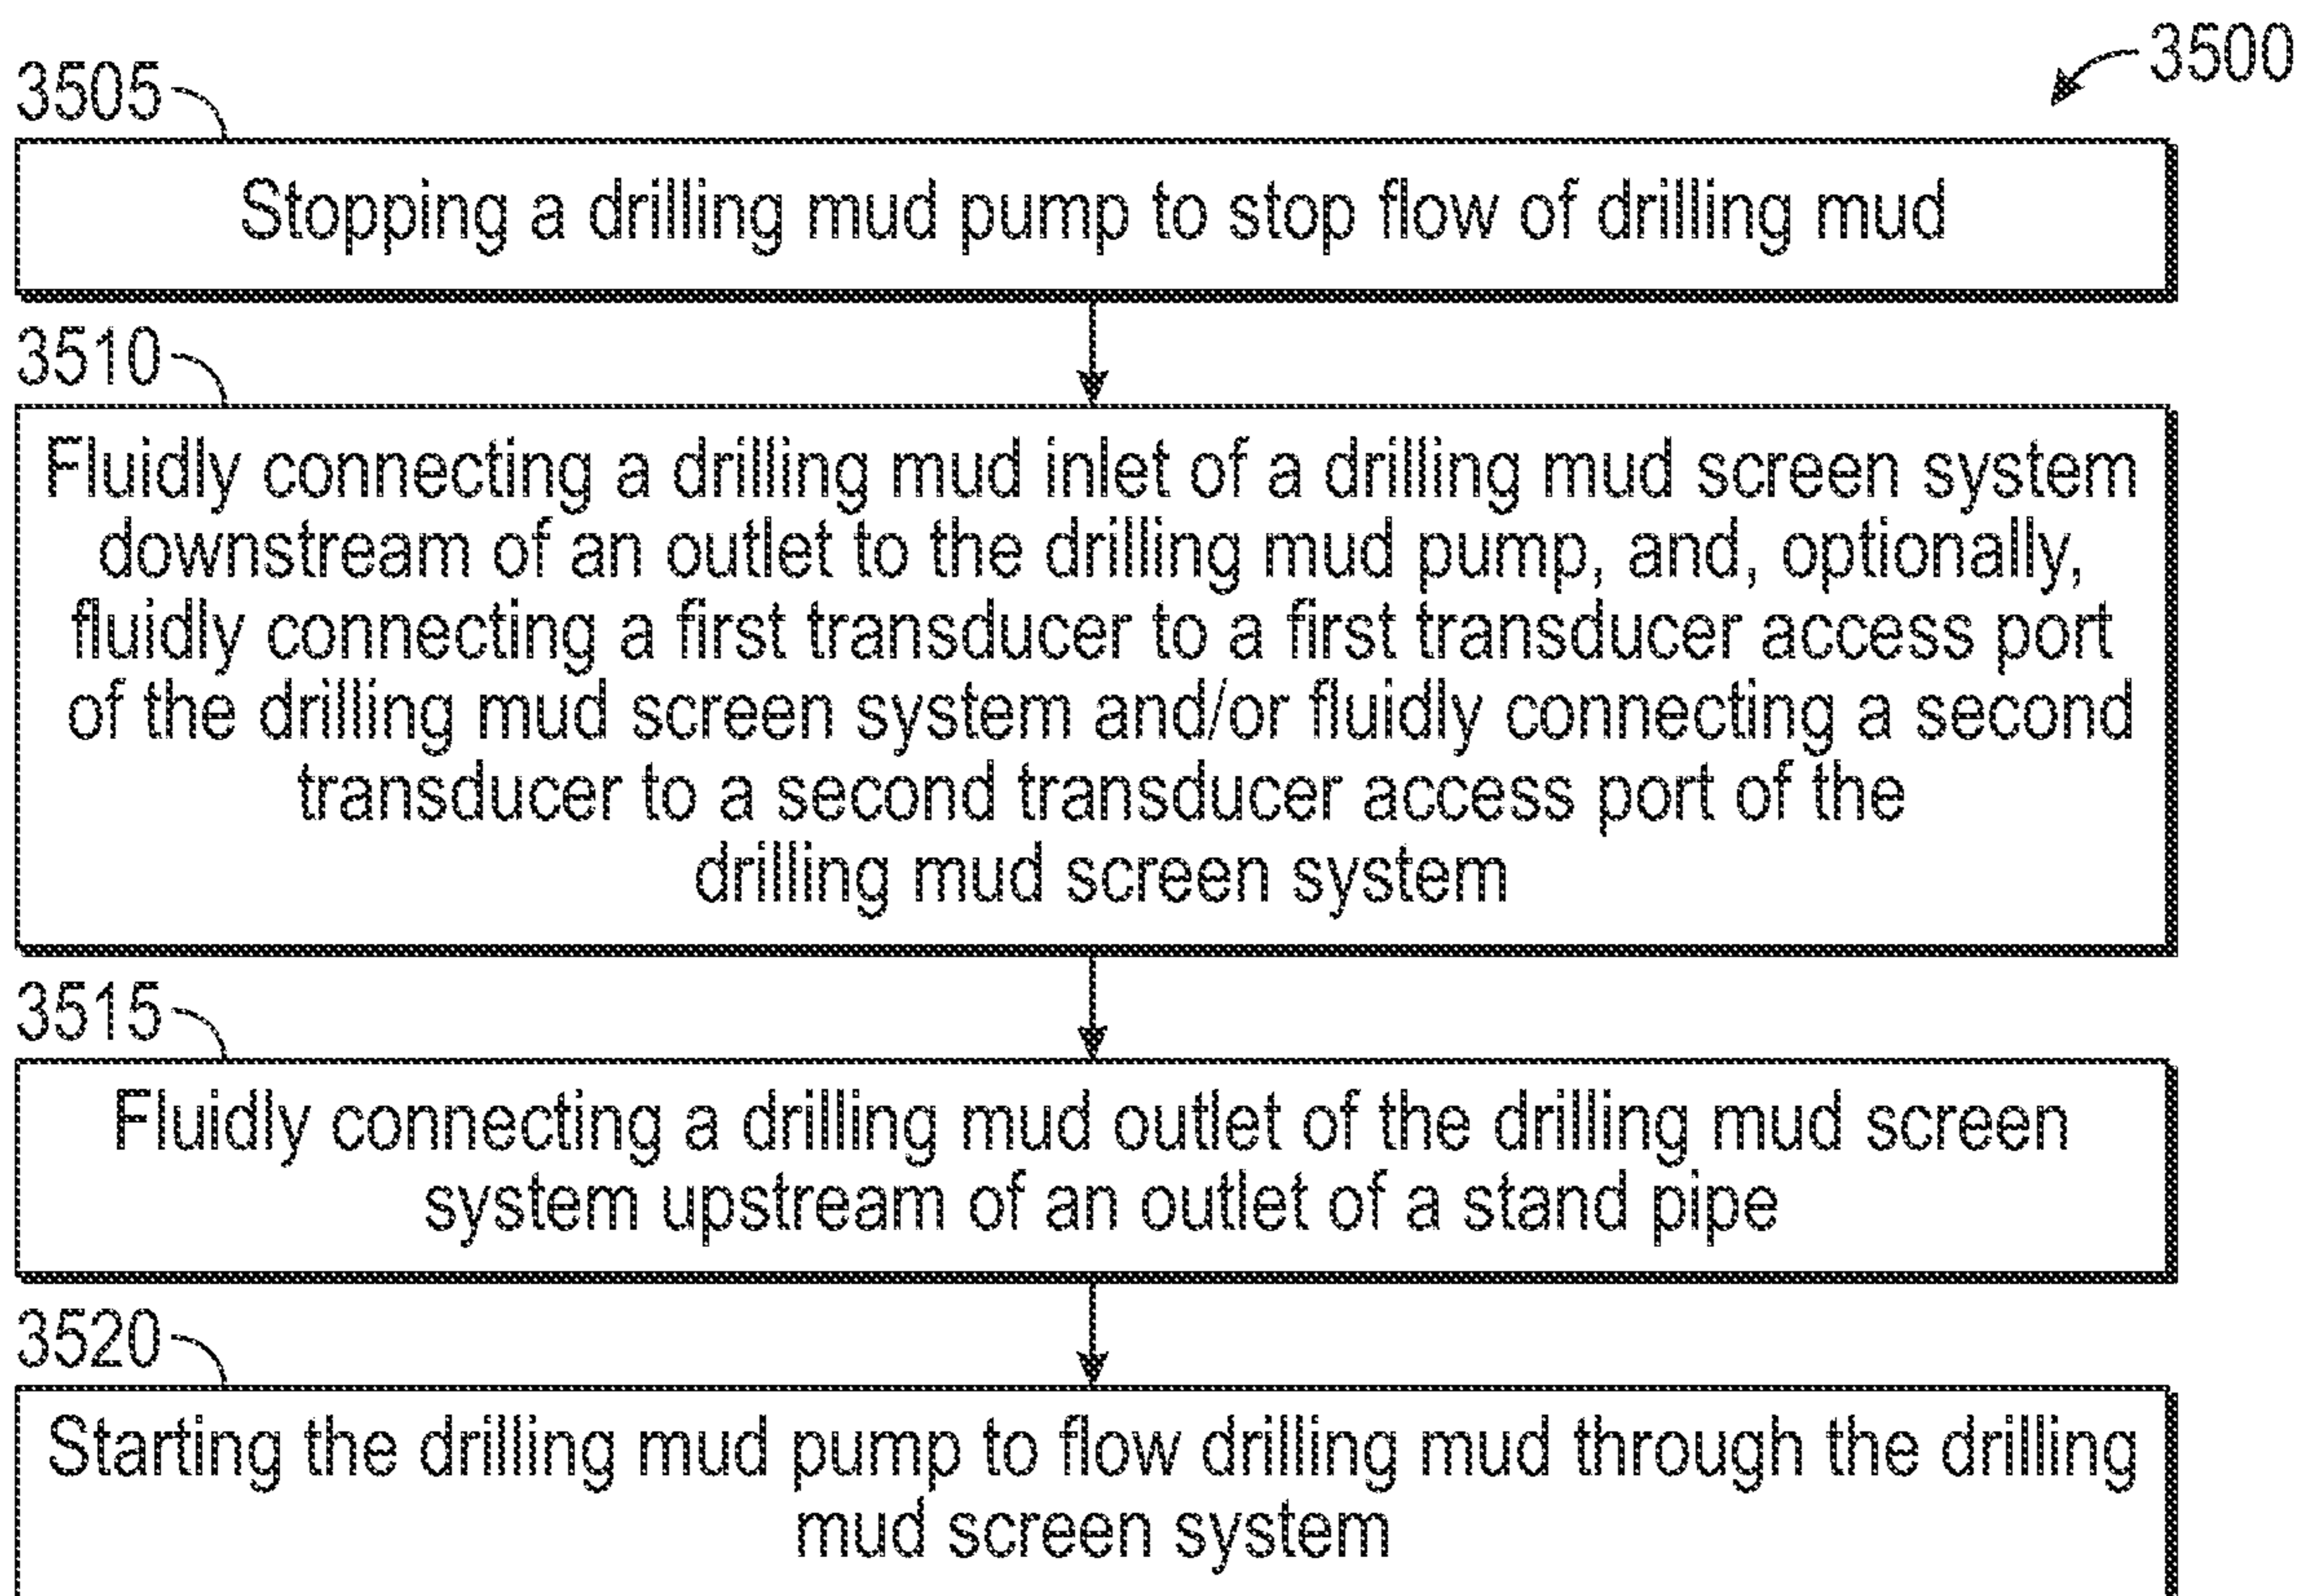 3500
3505
Stopping a drilling mud pump to stop flow of drilling mud
3510
Fluidly connecting a drilling mud inlet of a drilling mud screen system
downstream of an outlet to the drilling mud pump, and, optionally,
fluidly connecting a first transducer to a first transducer access port
of the drilling mud screen system and/or fluidly connecting a second
transducer to a second transducer access port of the
drilling mud screen system
3515
Fluidly connecting a drilling mud outlet of the drilling mud screen
system upstream of an outlet of a stand pipe
3520
Starting the drilling mud pump to flow drilling mud through the drilling
mud screen system